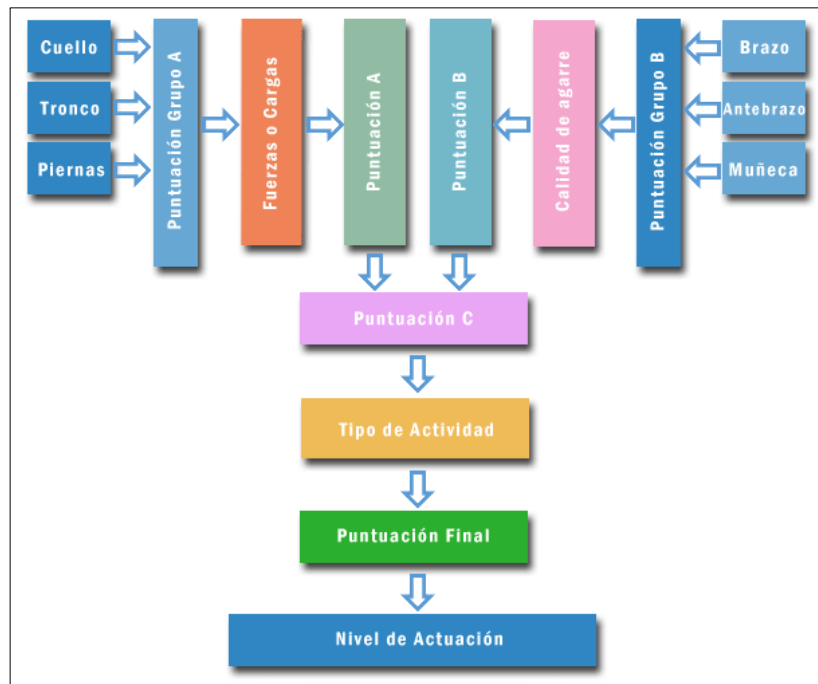 Cuello
Tronco
Piernas
Puntuación Grupo A
Fuerzas o Cargas
Puntuación A
Puntuación B
Calidad de agarre
Puntuación Grupo B
Brazo
Antebrazo
Muñeca
Puntuación C
Tipo de Actividad
Puntuación Final
Nivel de Actuación